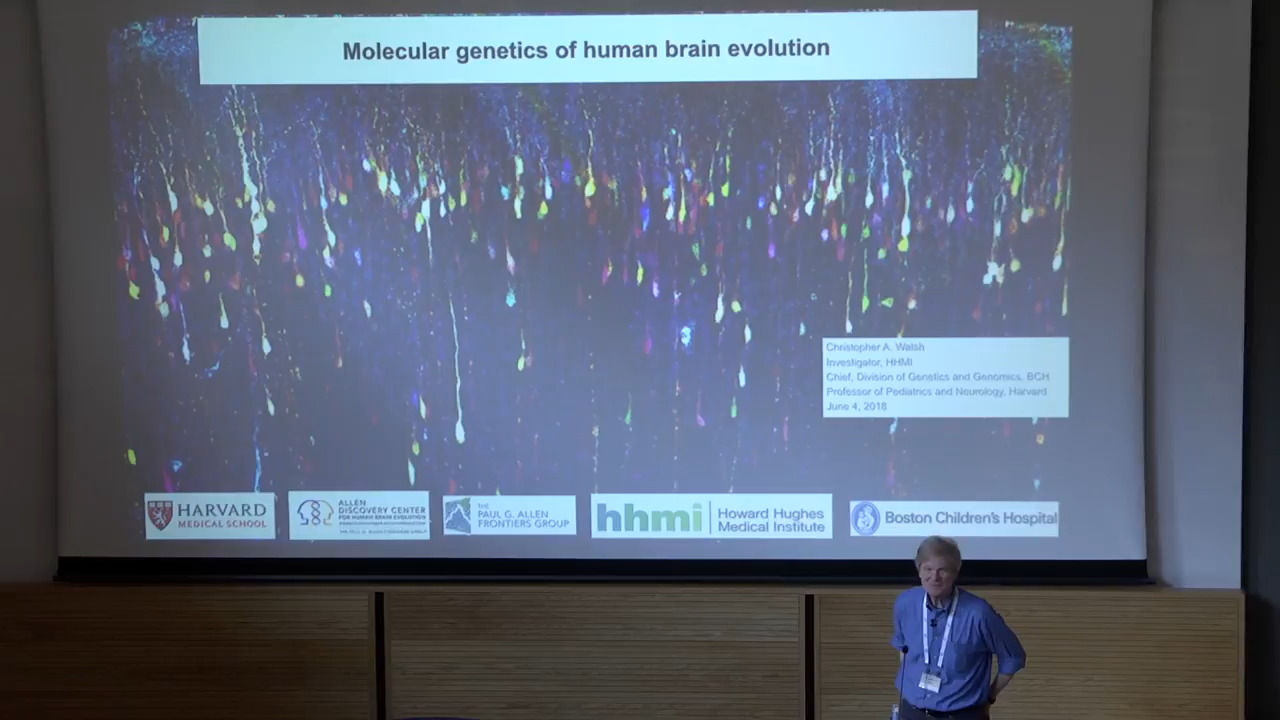 Molecular genetics of human brain evolution
Christopher A. Walsh
Investigator, HHMI
Chief, Division of Genetics and Genomics, BCH
Professor of Pediatrics and Neurology, Harvard
June 4, 2018
HARVARD
MEDICAL SCHOOL
ALLEN
DISCOVERY CENTER
FOR HUMAN BRAIN EVOLUTION
THE
PAUL G. ALLEN
FRONTIERS GROUP
hhmi
Howard Hughes
Medical Institute
Boston Children's Hospital